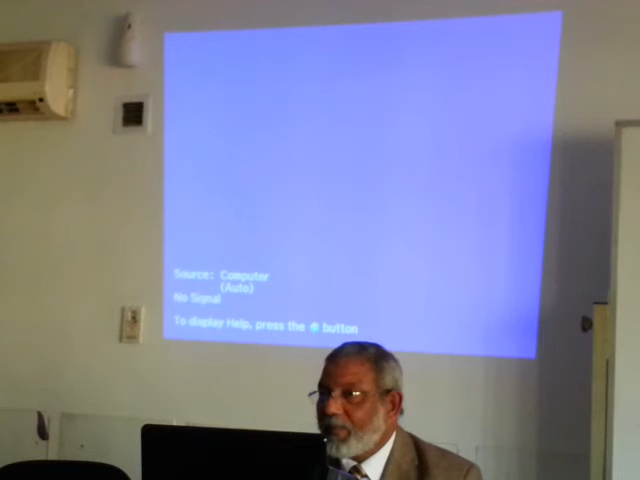 Source: Computer
(Auto)
No Signal
To display Help, press the button